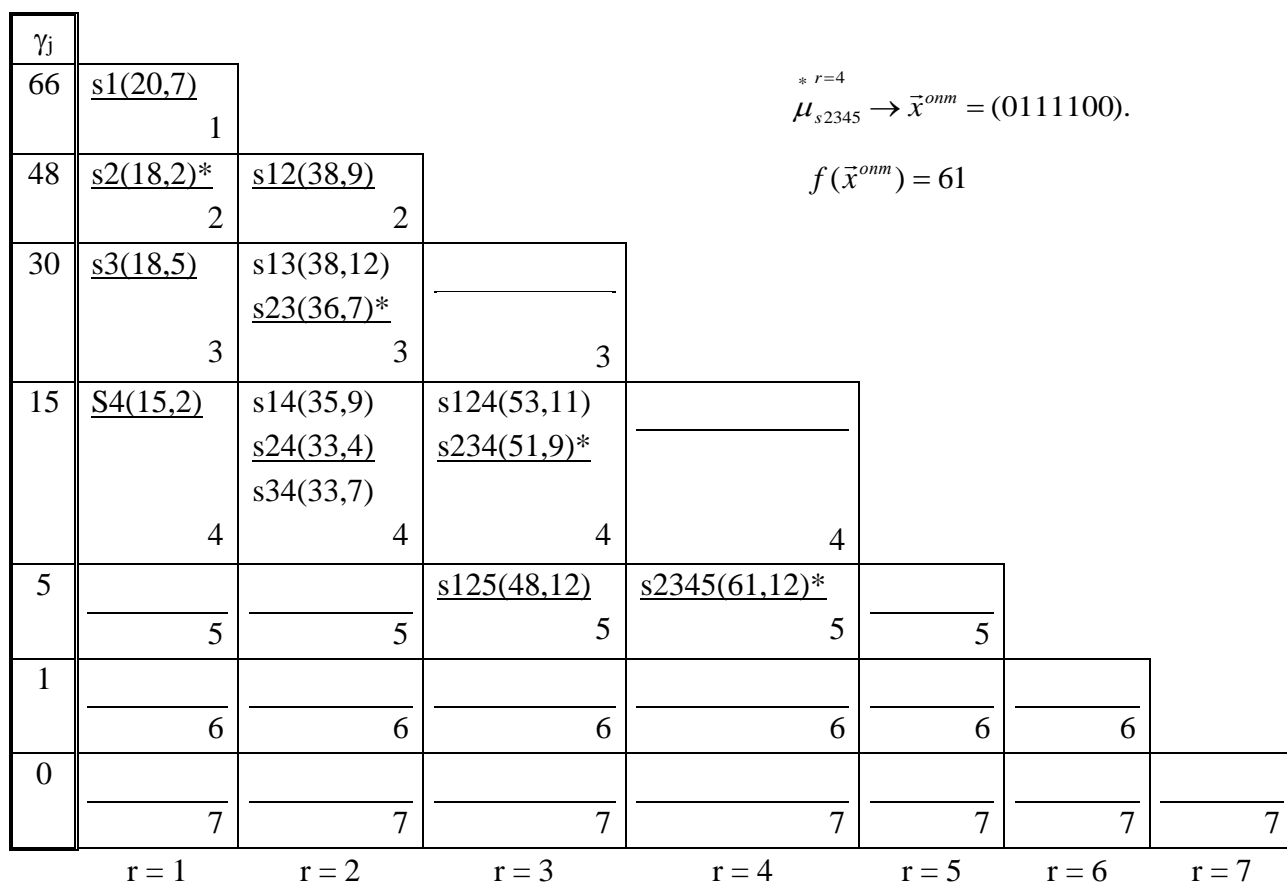 γj
66 s1(20,7)
1
* r=4
μ s2345 → x⃗ onm = (0111100).
48 s2(18,2)* s12(38,9)
2 2
f(x⃗ onm) = 61
30 s3(18,5) s13(38,12)
s23(36,7)*
3 3 3
15 S4(15,2) s14(35,9) s124(53,11)
s24(33,4) s234(51,9)*
s34(33,7)
4 4 4 4
5 s125(48,12) s2345(61,12)*
5 5 5 5 5
1
6 6 6 6 6 6
0
7 7 7 7 7 7 7
r = 1 r = 2 r = 3 r = 4 r = 5 r = 6 r = 7